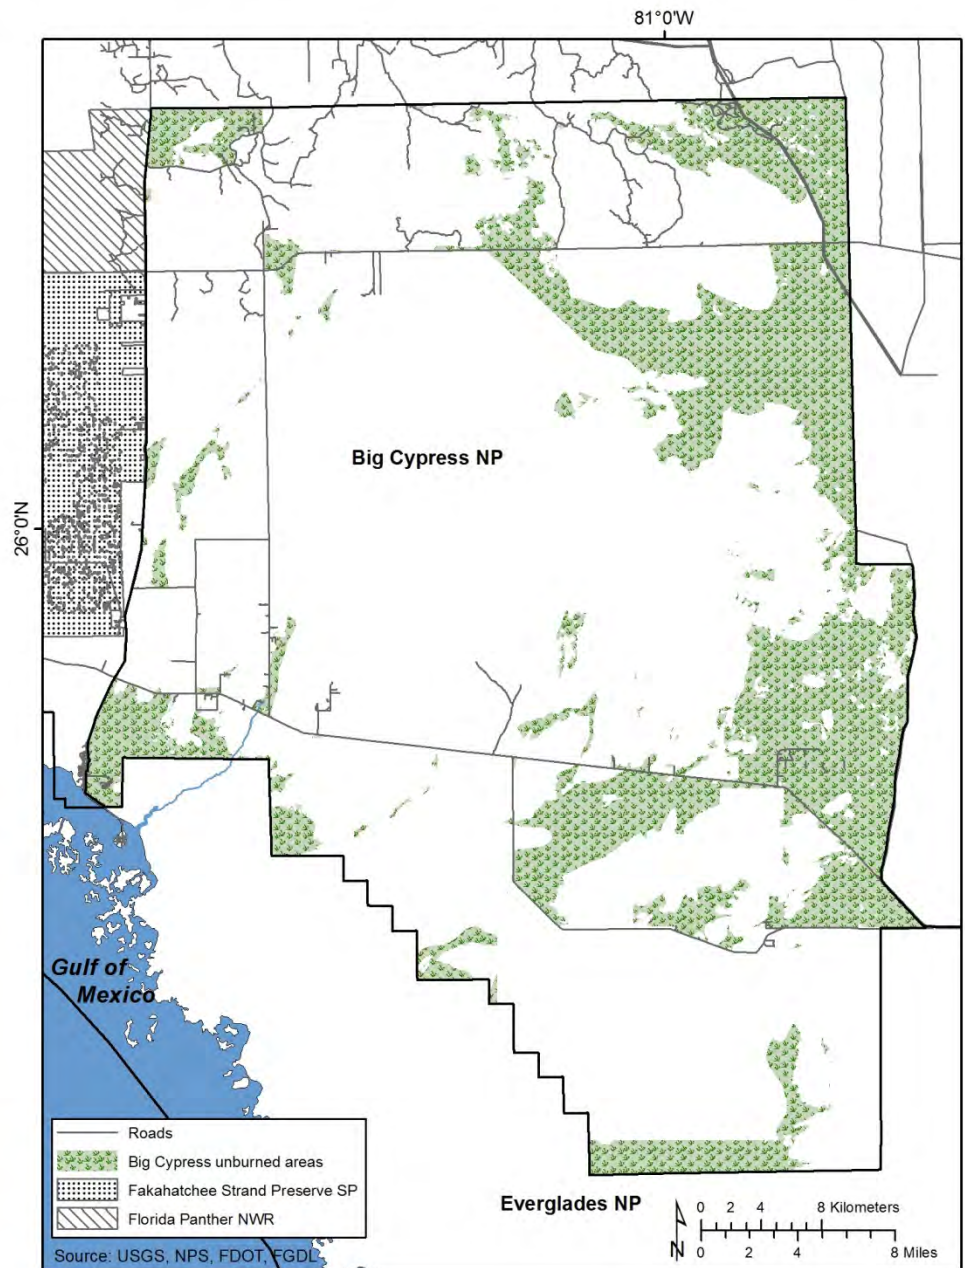 81°0'W
26°0'N
Big Cypress NP
Gulf of
Mexico
Roads
Big Cypress unburned areas
Fakahatchee Strand Preserve SP
Florida Panther NWR
Source: USGS, NPS, FDOT, FGDL
Everglades NP
N
0 2 4 8 Kilometers
0 2 4 8 Miles